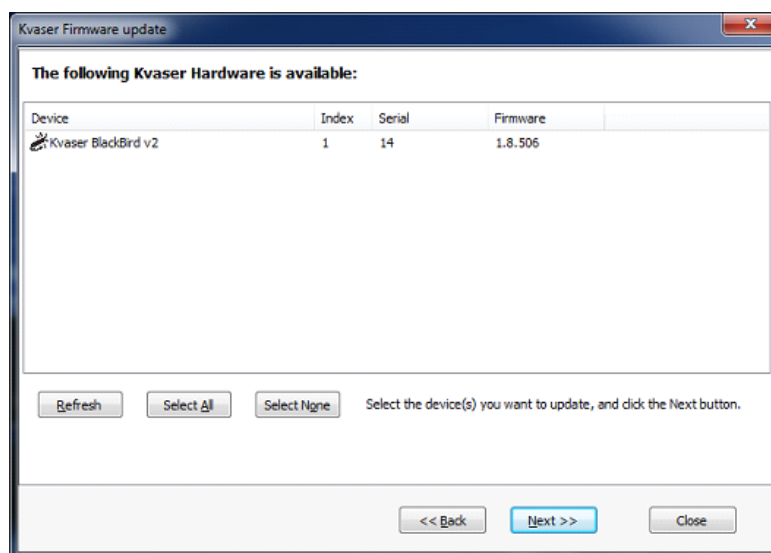 Kvaser Firmware update
The following Kvaser Hardware is available:
Device Index Serial Firmware
Kvaser BlackBird v2 1 14 1.8.506
Refresh Select All Select None Select the device(s) you want to update, and click the Next button.
<< Back Next >> Close